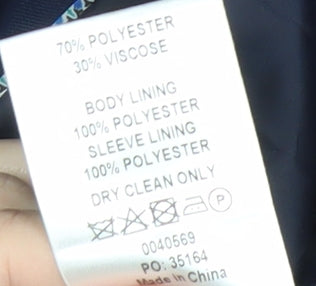 70% POLYESTER
30% VISCOSE
BODY LINING
100% POLYESTER
SLEEVE LINING
100% POLYESTER
DRY CLEAN ONLY
P
0040569
PO: 35164
Made in China